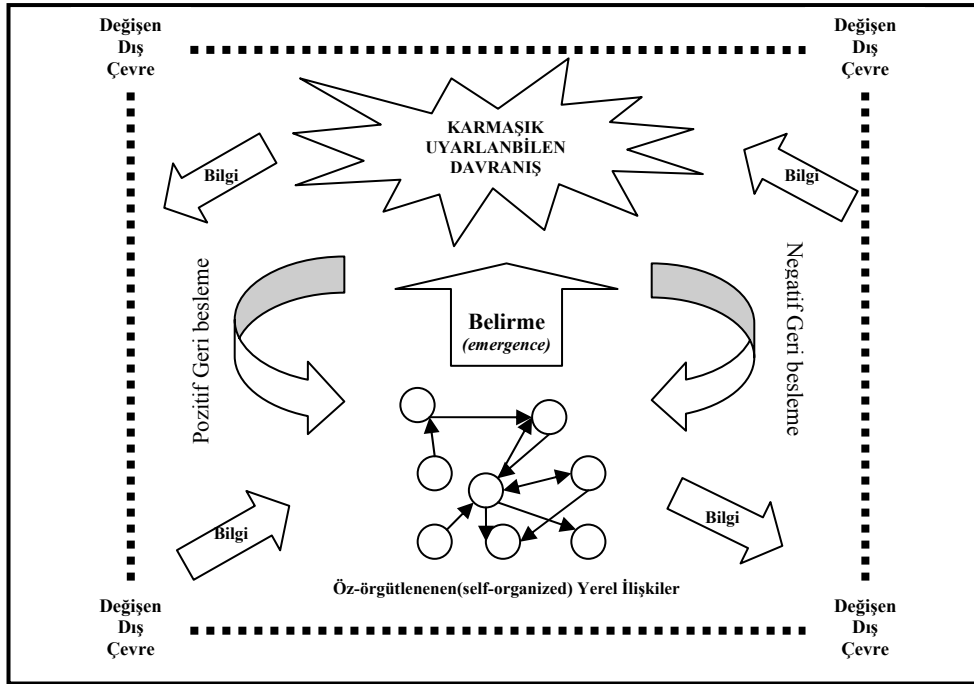 Değişen
Dış
Çevre
Değişen
Dış
Çevre
KARMAŞIK
UYARLANBİLEN
DAVRANIŞ
Bilgi
Bilgi
Pozitif Geri besleme
Negatif Geri besleme
Belirme
(emergence)
Bilgi
Bilgi
Öz-örgütlenenen(self-organized) Yerel İlişkiler
Değişen
Dış
Çevre
Değişen
Dış
Çevre